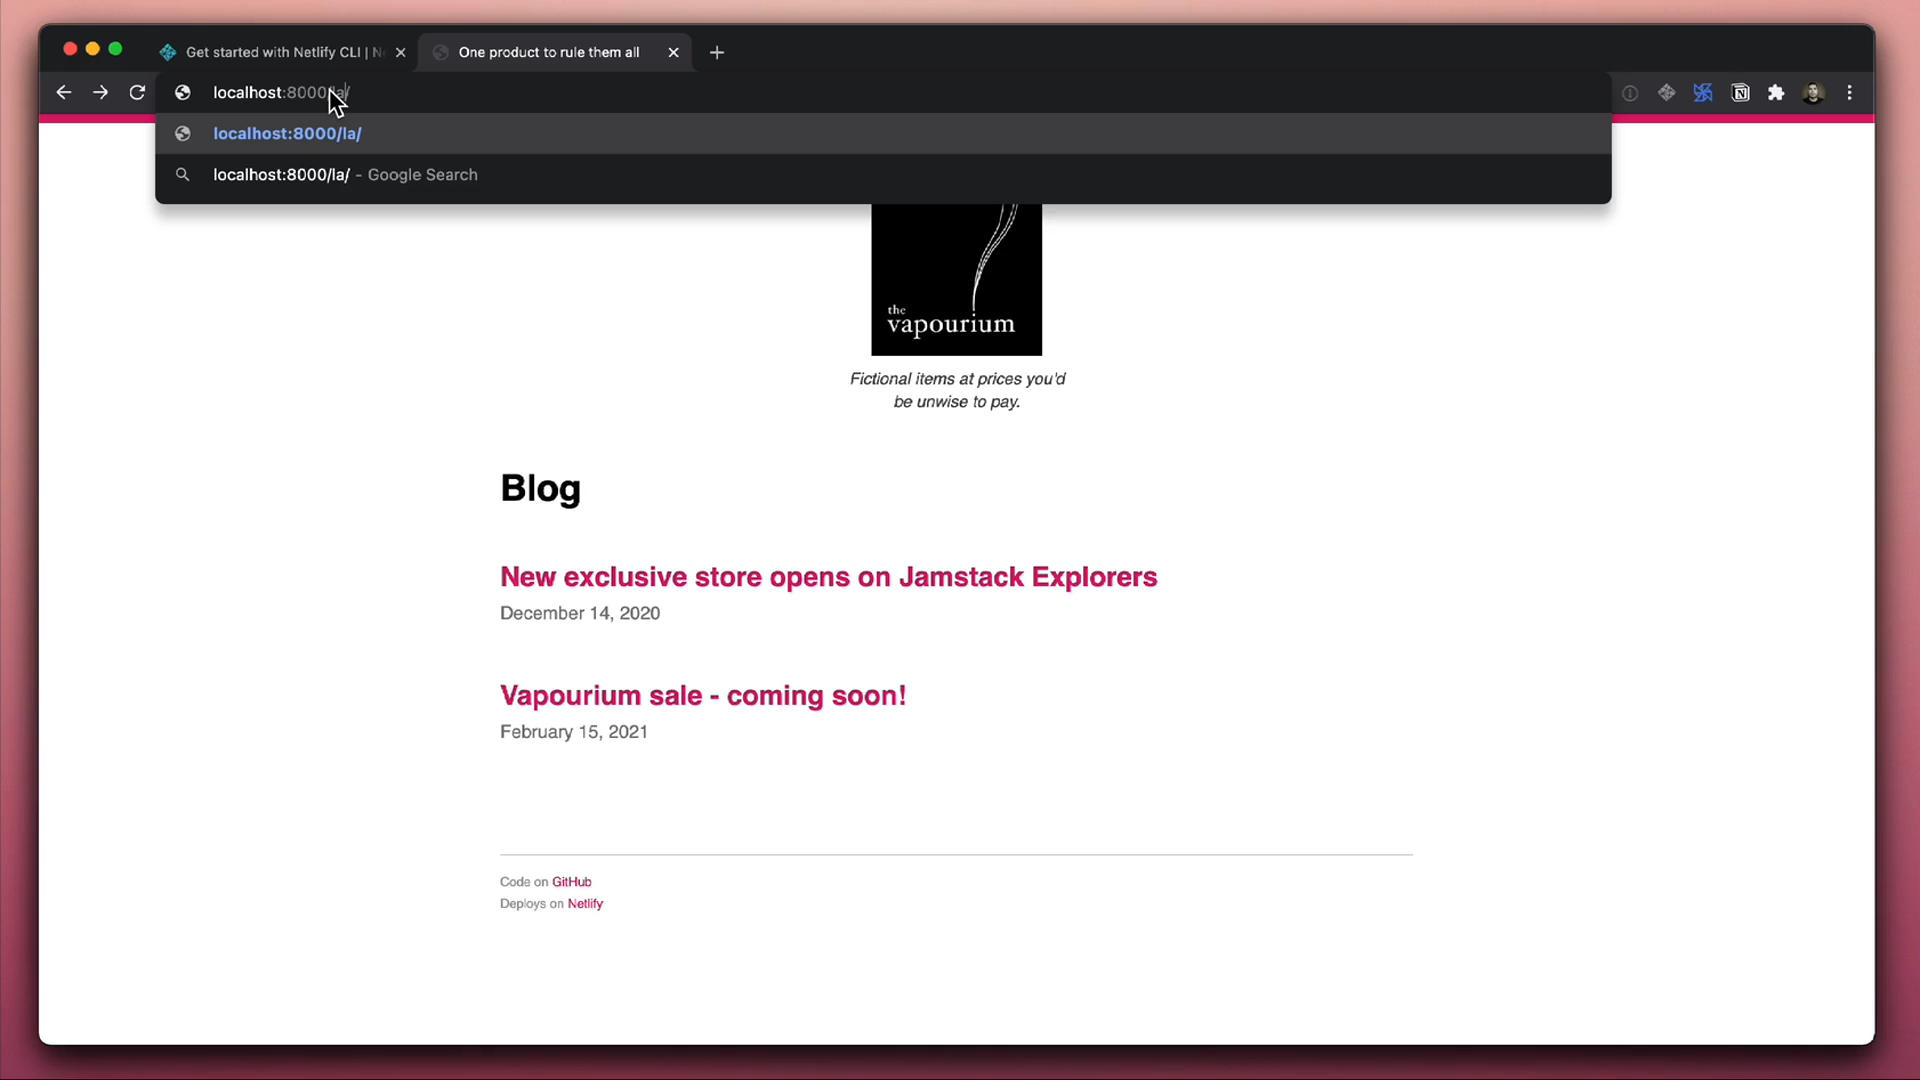 Get started with Netlify CLI | N
One product to rule them all
localhost:8000/la/
localhost:8000/la/
localhost:8000/la/ - Google Search
the
vapourium
Fictional items at prices you'd
be unwise to pay.
Blog
New exclusive store opens on Jamstack Explorers
December 14, 2020
Vapourium sale - coming soon!
February 15, 2021
Code on GitHub
Deploys on Netlify